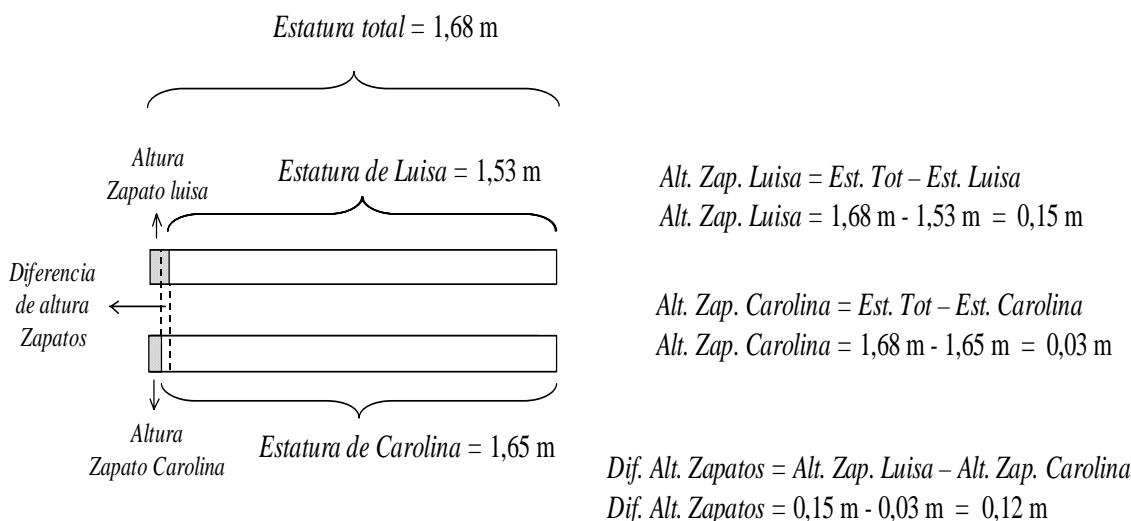 Estatura total = 1,68 m
Altura
Zapato luisa
Estatura de Luisa = 1,53 m
Diferencia
de altura
Zapatos
Altura
Zapato Carolina
Estatura de Carolina = 1,65 m
Alt. Zap. Luisa = Est. Tot – Est. Luisa
Alt. Zap. Luisa = 1,68 m - 1,53 m = 0,15 m
Alt. Zap. Carolina = Est. Tot – Est. Carolina
Alt. Zap. Carolina = 1,68 m - 1,65 m = 0,03 m
Dif. Alt. Zapatos = Alt. Zap. Luisa – Alt. Zap. Carolina
Dif. Alt. Zapatos = 0,15 m - 0,03 m = 0,12 m